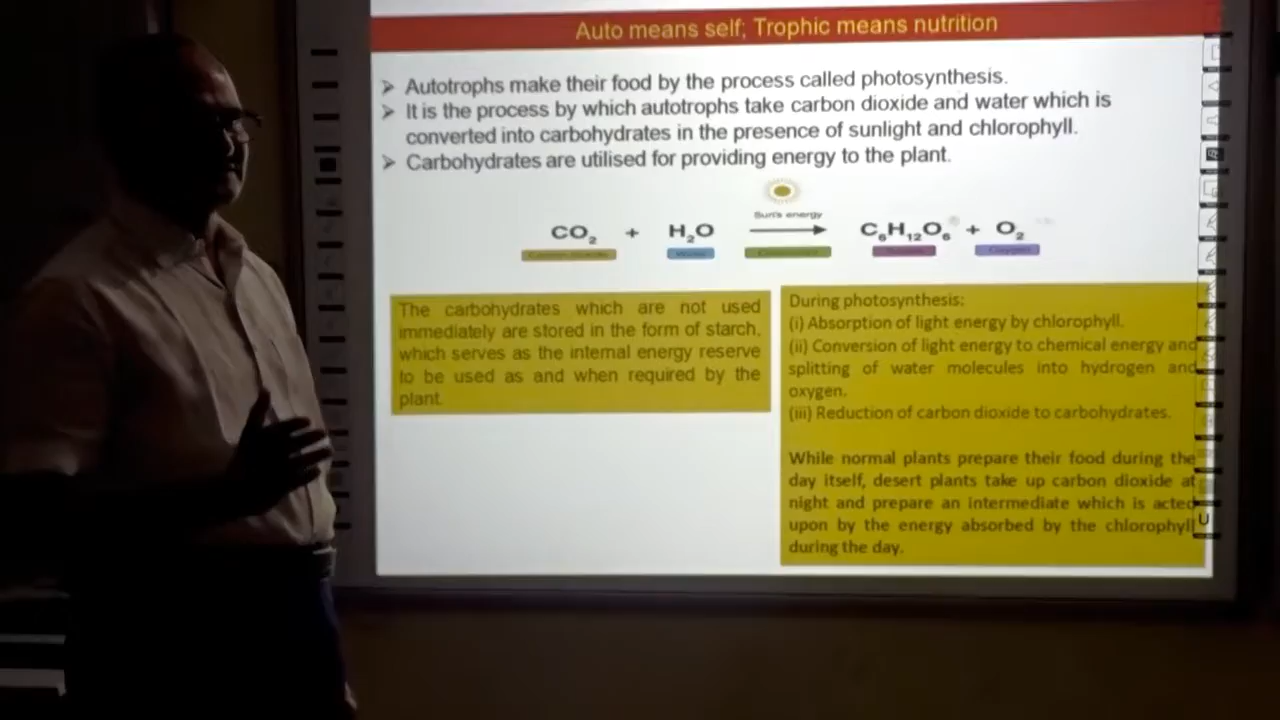 Auto means self; Trophic means nutrition
➢ Autotrophs make their food by the process called photosynthesis.
➢ It is the process by which autotrophs take carbon dioxide and water which is
converted into carbohydrates in the presence of sunlight and chlorophyll.
➢ Carbohydrates are utilised for providing energy to the plant.
Sun's energy
CO₂ + H₂O → C₆H₁₂O₆ + O₂
The carbohydrates which are not used
immediately are stored in the form of starch,
which serves as the internal energy reserve
to be used as and when required by the
plant.
During photosynthesis:
(i) Absorption of light energy by chlorophyll.
(ii) Conversion of light energy to chemical energy and
splitting of water molecules into hydrogen and
oxygen.
(iii) Reduction of carbon dioxide to carbohydrates.
While normal plants prepare their food during the
day itself, desert plants take up carbon dioxide at
night and prepare an intermediate which is acted
upon by the energy absorbed by the chlorophyll
during the day.